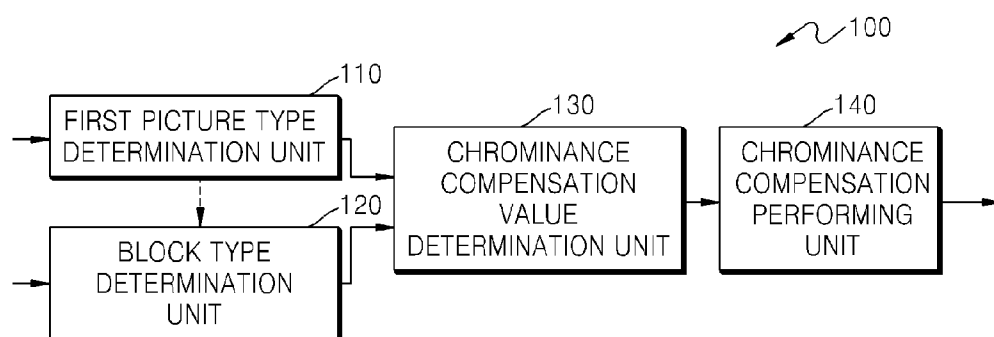 100
110
FIRST PICTURE TYPE
DETERMINATION UNIT
120
BLOCK TYPE
DETERMINATION
UNIT
130
CHROMINANCE
COMPENSATION
VALUE
DETERMINATION UNIT
140
CHROMINANCE
COMPENSATION
PERFORMING
UNIT